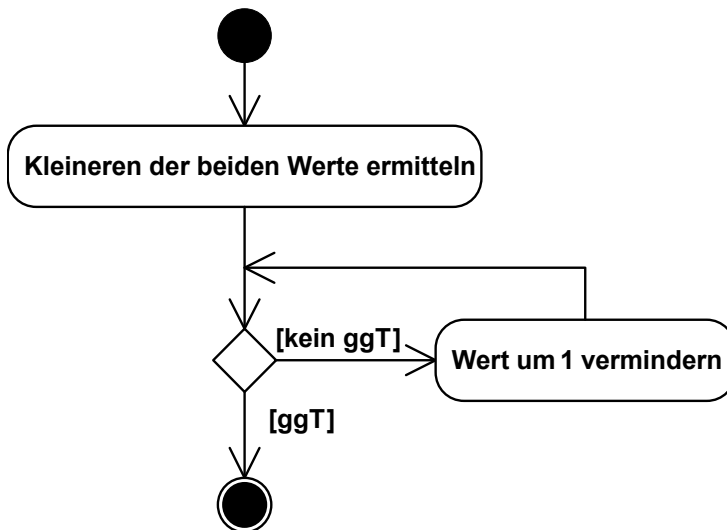 Kleineren der beiden Werte ermitteln
[kein ggT]
Wert um 1 vermindern
[ggT]